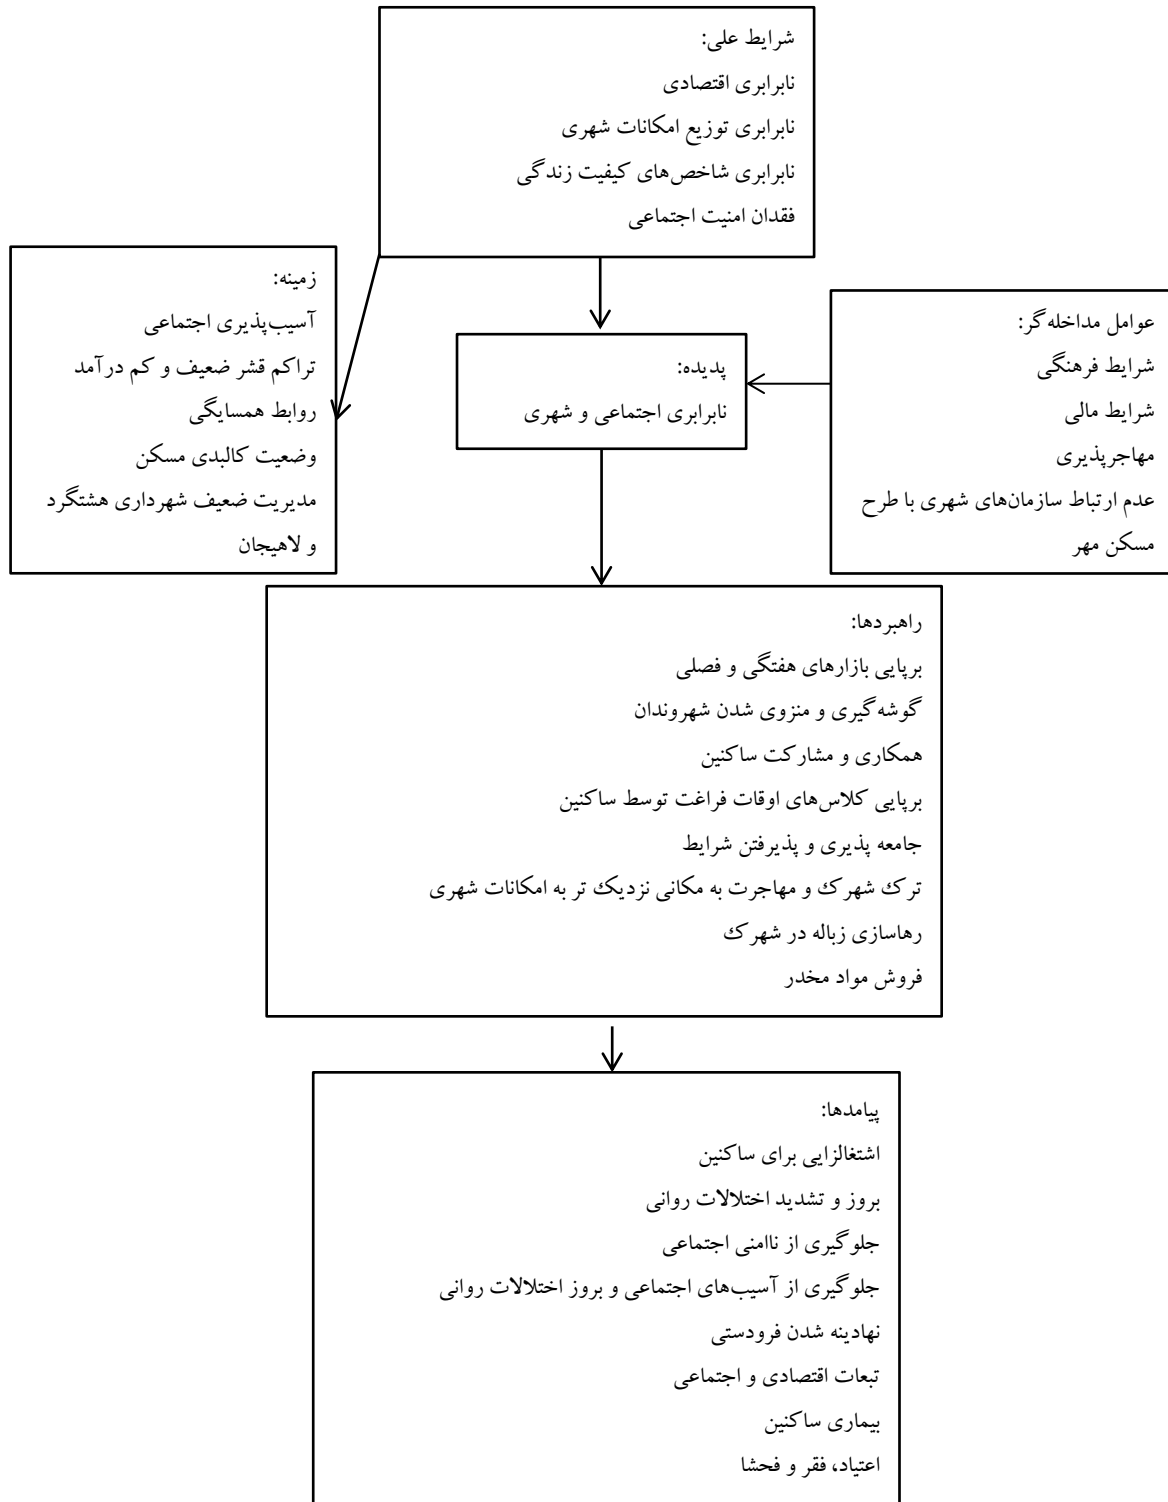 شرایط علی:
نابرابری اقتصادی
نابرابری توزیع امکانات شهری
نابرابری شاخص‌های کیفیت زندگی
فقدان امنیت اجتماعی
زمینه:
آسیب‌پذیری اجتماعی
تراکم قشر ضعیف و کم درآمد
روابط همسایگی
وضعیت کالبدی مسکن
مدیریت ضعیف شهرداری هشتگرد
و لاهیجان
پدیده:
نابرابری اجتماعی و شهری
عوامل مداخله‌گر:
شرایط فرهنگی
شرایط مالی
مهاجرپذیری
عدم ارتباط سازمان‌های شهری با طرح
مسکن مهر
راهبردها:
برپایی بازارهای هفتگی و فصلی
گوشه‌گیری و منزوی شدن شهروندان
همکاری و مشارکت ساکنین
برپایی کلاس‌های اوقات فراغت توسط ساکنین
جامعه پذیری و پذیرفتن شرایط
ترک شهرک و مهاجرت به مکانی نزدیک تر به امکانات شهری
رهاسازی زباله در شهرک
فروش مواد مخدر
پیامدها:
اشتغالزایی برای ساکنین
بروز و تشدید اختلالات روانی
جلوگیری از ناامنی اجتماعی
جلوگیری از آسیب‌های اجتماعی و بروز اختلالات روانی
نهادینه شدن فرودستی
تبعات اقتصادی و اجتماعی
بیماری ساکنین
اعتیاد، فقر و فحشا